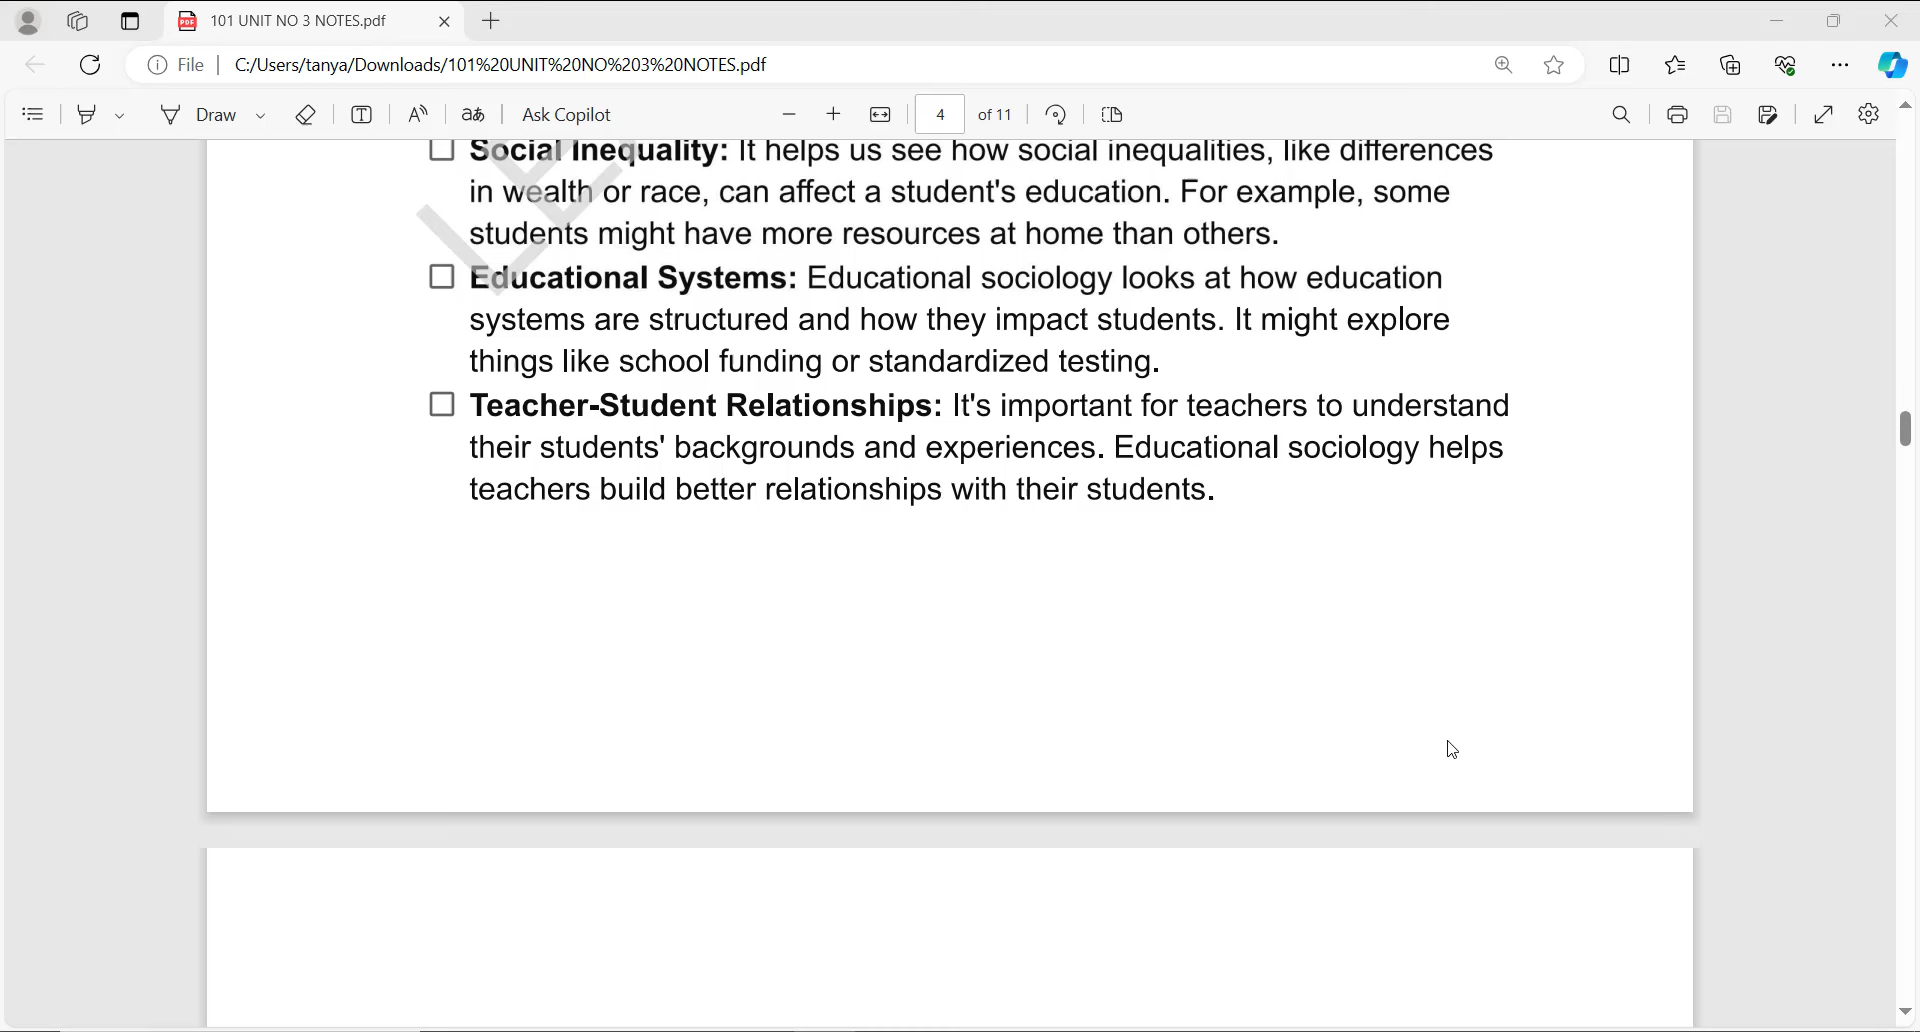 101 UNIT NO 3 NOTES.pdf
File
C:/Users/tanya/Downloads/101%20UNIT%20NO%203%20NOTES.pdf
Draw
aあ
Ask Copilot
4 of 11
Social Inequality: It helps us see how social inequalities, like differences
in wealth or race, can affect a student's education. For example, some
students might have more resources at home than others.
Educational Systems: Educational sociology looks at how education
systems are structured and how they impact students. It might explore
things like school funding or standardized testing.
Teacher-Student Relationships: It's important for teachers to understand
their students' backgrounds and experiences. Educational sociology helps
teachers build better relationships with their students.
LE